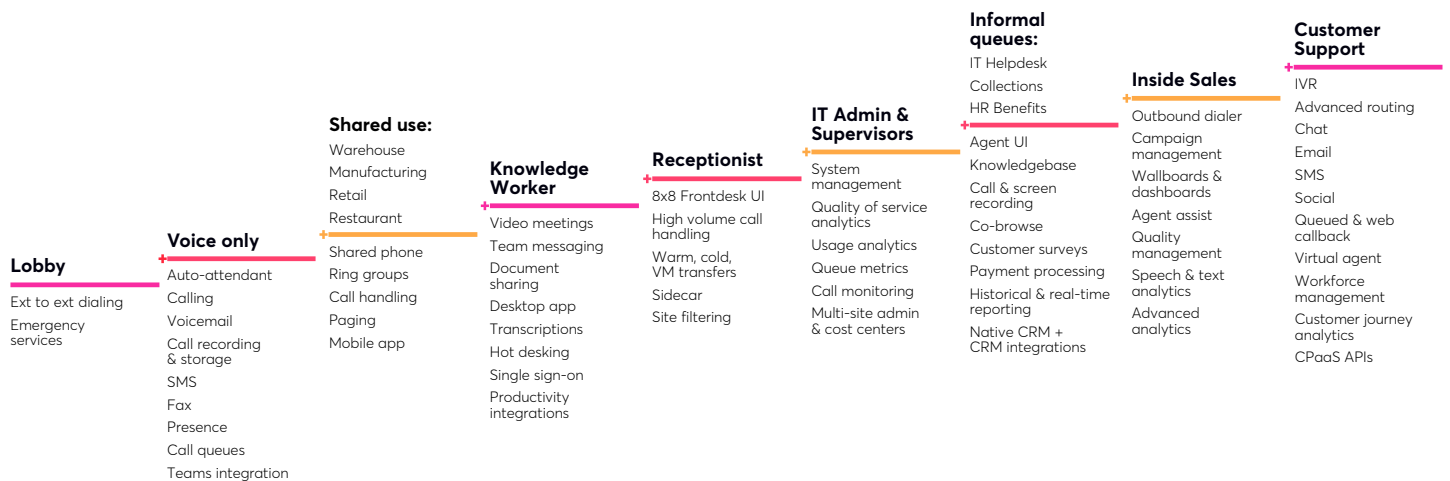 Lobby
Ext to ext dialing
Emergency
services
Voice only
Auto-attendant
Calling
Voicemail
Call recording
& storage
SMS
Fax
Presence
Call queues
Teams integration
Shared use:
Warehouse
Manufacturing
Retail
Restaurant
Shared phone
Ring groups
Call handling
Paging
Mobile app
Knowledge
Worker
Video meetings
Team messaging
Document
sharing
Desktop app
Transcriptions
Hot desking
Single sign-on
Productivity
integrations
Receptionist
8x8 Frontdesk UI
High volume call
handling
Warm, cold,
VM transfers
Sidecar
Site filtering
IT Admin &
Supervisors
System
management
Quality of service
analytics
Usage analytics
Queue metrics
Call monitoring
Multi-site admin
& cost centers
Informal
queues:
IT Helpdesk
Collections
HR Benefits
Agent UI
Knowledgebase
Call & screen
recording
Co-browse
Customer surveys
Payment processing
Historical & real-time
reporting
Native CRM +
CRM integrations
Inside Sales
Outbound dialer
Campaign
management
Wallboards &
dashboards
Agent assist
Quality
management
Speech & text
analytics
Advanced
analytics
Customer
Support
IVR
Advanced routing
Chat
Email
SMS
Social
Queued & web
callback
Virtual agent
Workforce
management
Customer journey
analytics
CPaaS APIs